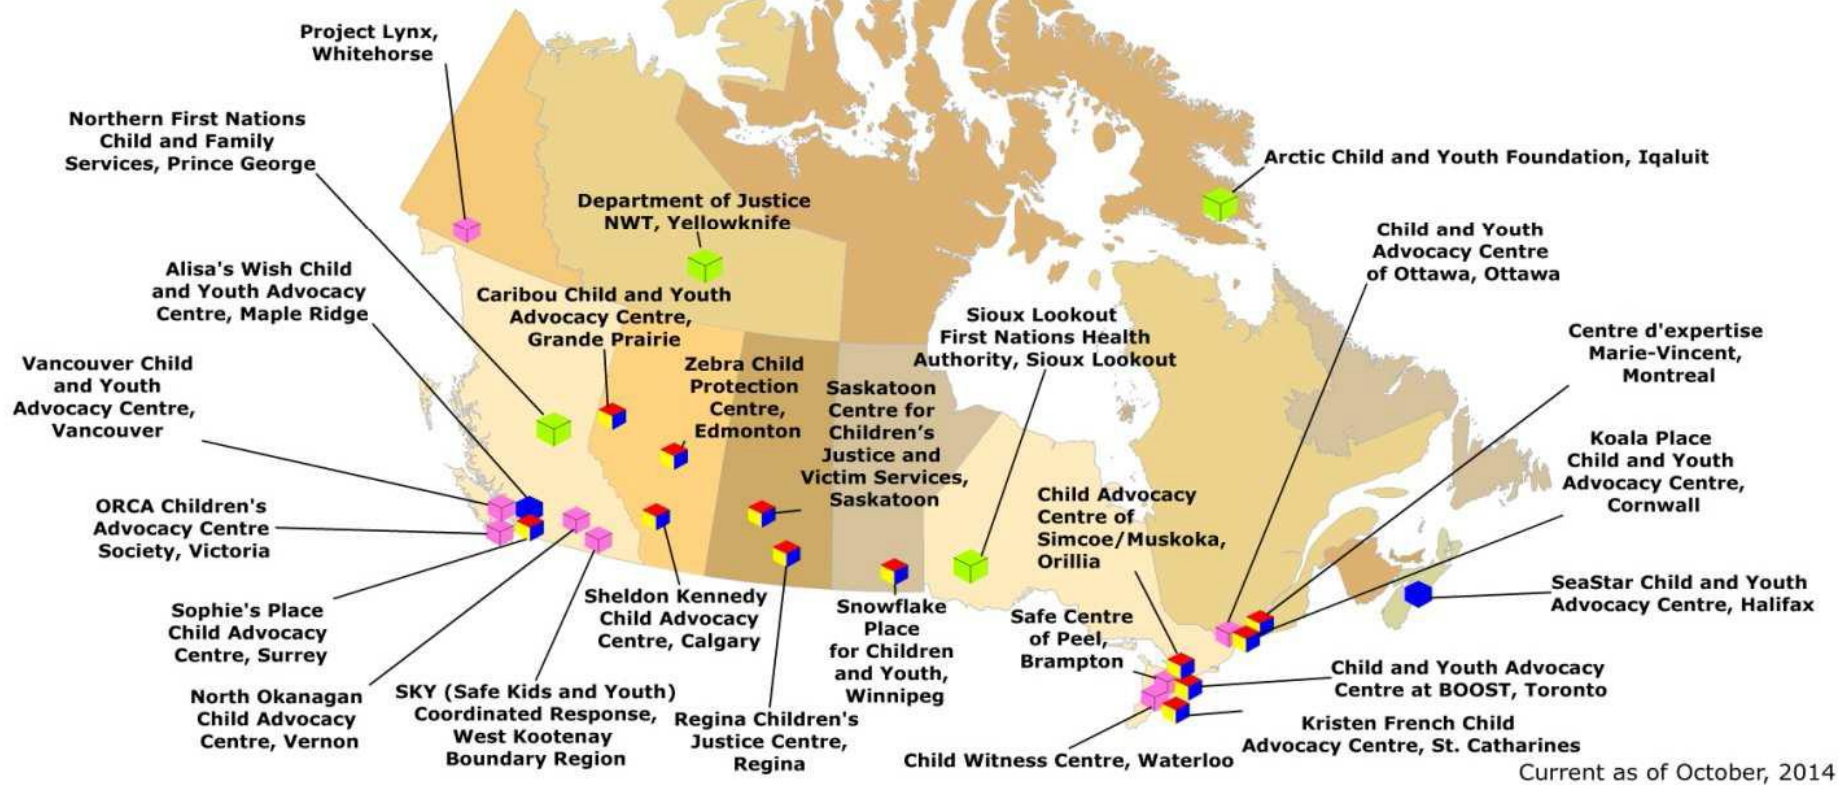 Project Lynx,
Whitehorse
Northern First Nations
Child and Family
Services, Prince George
Arctic Child and Youth Foundation, Iqaluit
Department of Justice
NWT, Yellowknife
Child and Youth
Advocacy Centre
of Ottawa, Ottawa
Alisa's Wish Child
and Youth Advocacy
Centre, Maple Ridge
Caribou Child and Youth
Advocacy Centre,
Grande Prairie
Sioux Lookout
First Nations Health
Authority, Sioux Lookout
Centre d'expertise
Marie-Vincent,
Montreal
Vancouver Child
and Youth
Advocacy Centre,
Vancouver
Zebra Child
Protection
Centre,
Edmonton
Saskatoon
Centre for
Children’s
Justice and
Victim Services,
Saskatoon
Koala Place
Child and Youth
Advocacy Centre,
Cornwall
ORCA Children's
Advocacy Centre
Society, Victoria
Child Advocacy
Centre of
Simcoe/Muskoka,
Orillia
SeaStar Child and Youth
Advocacy Centre, Halifax
Sophie's Place
Child Advocacy
Centre, Surrey
Sheldon Kennedy
Child Advocacy
Centre, Calgary
Snowflake
Place
for Children
and Youth,
Winnipeg
Safe Centre
of Peel,
Brampton
Child and Youth Advocacy
Centre at BOOST, Toronto
North Okanagan
Child Advocacy
Centre, Vernon
SKY (Safe Kids and Youth)
Coordinated Response,
West Kootenay
Boundary Region
Regina Children's
Justice Centre,
Regina
Kristen French Child
Advocacy Centre, St. Catharines
Child Witness Centre, Waterloo
Current as of October, 2014